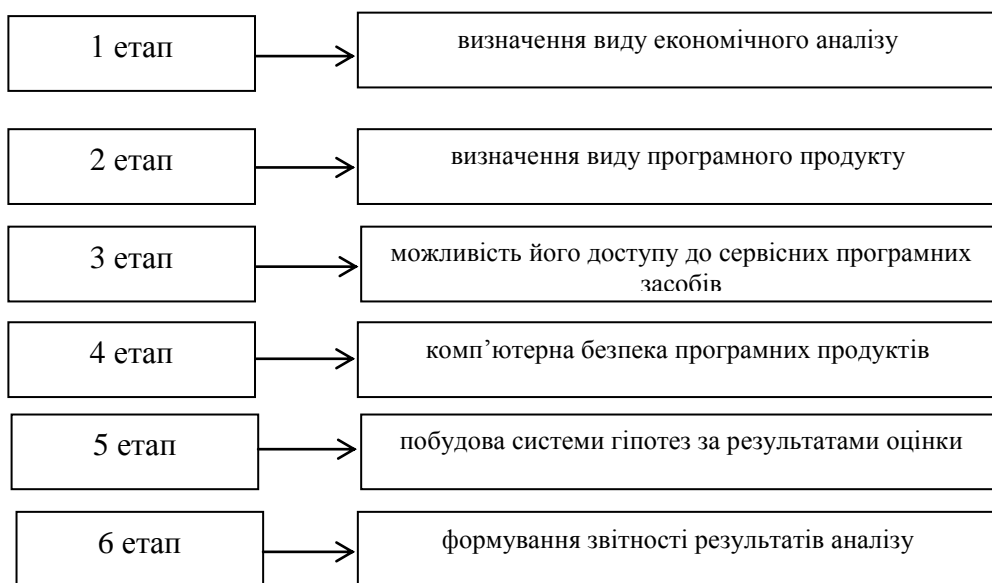 1 етап
визначення виду економічного аналізу
2 етап
визначення виду програмного продукту
3 етап
можливість його доступу до сервісних програмних
засобів
4 етап
комп’ютерна безпека програмних продуктів
5 етап
побудова системи гіпотез за результатами оцінки
6 етап
формування звітності результатів аналізу